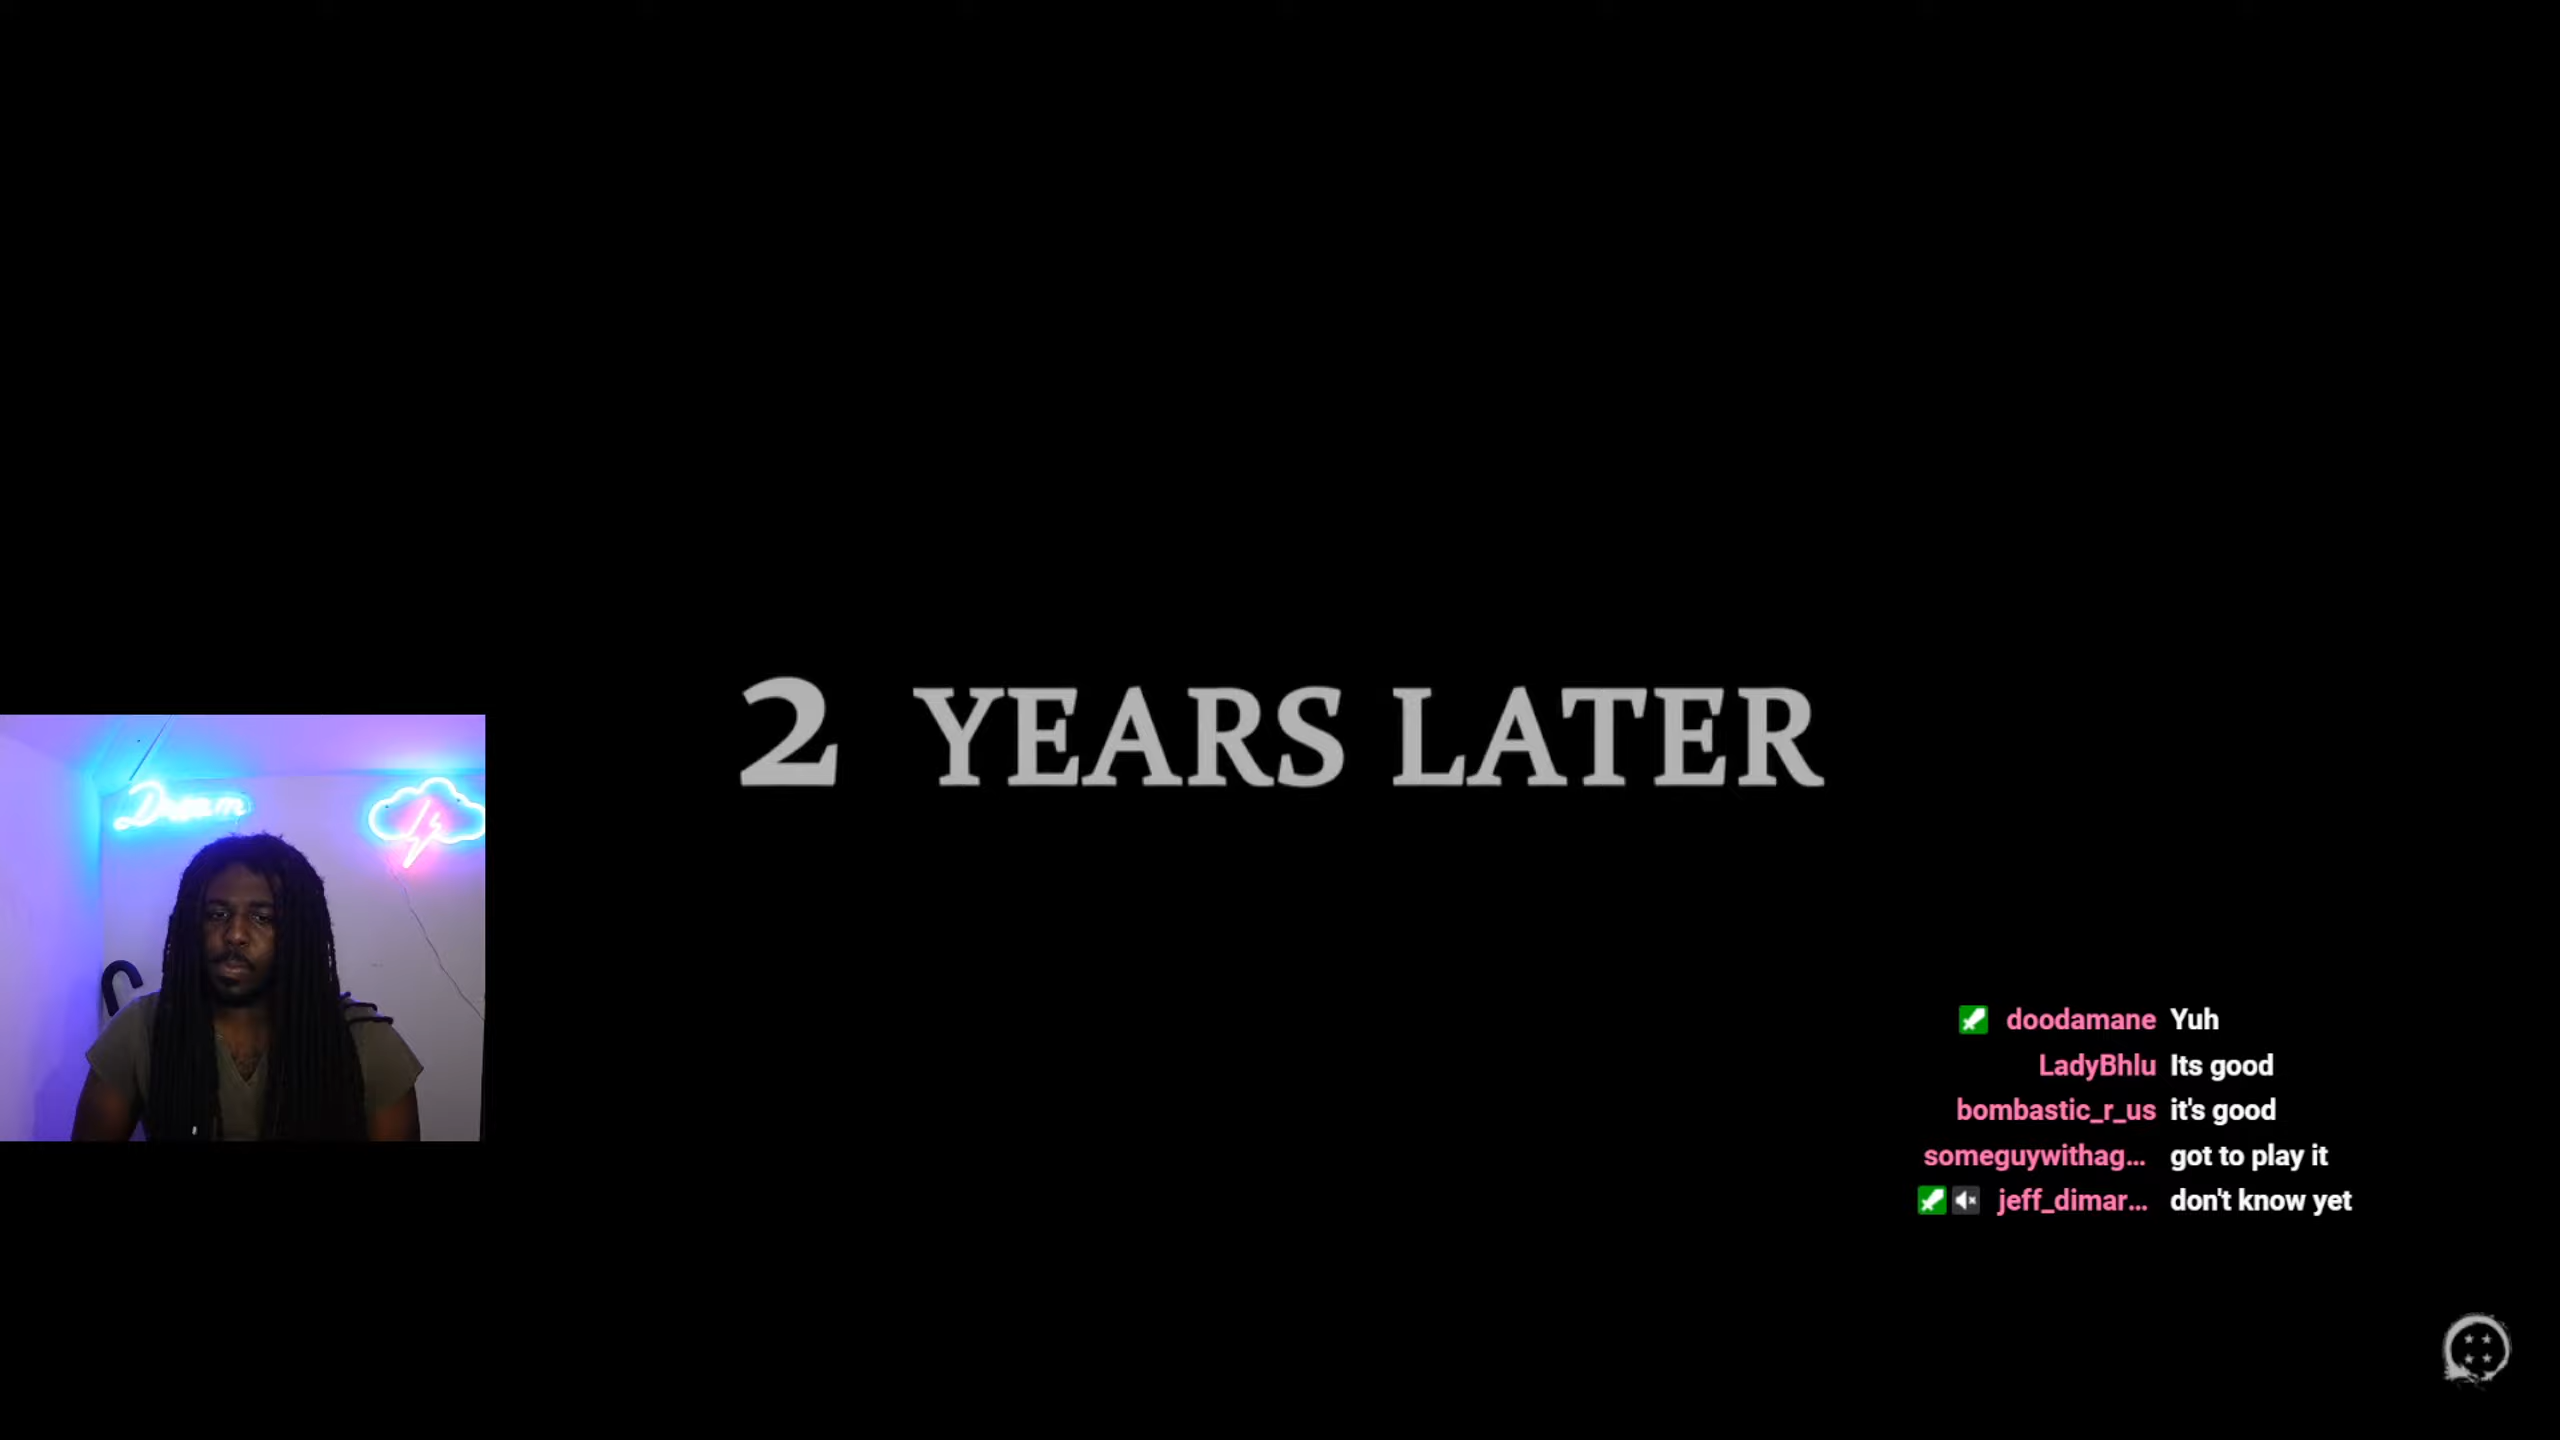 2 YEARS LATER
Dream
doodamane Yuh
LadyBhlu Its good
bombastic_r_us it's good
someguywithag... got to play it
jeff_dimar... don't know yet